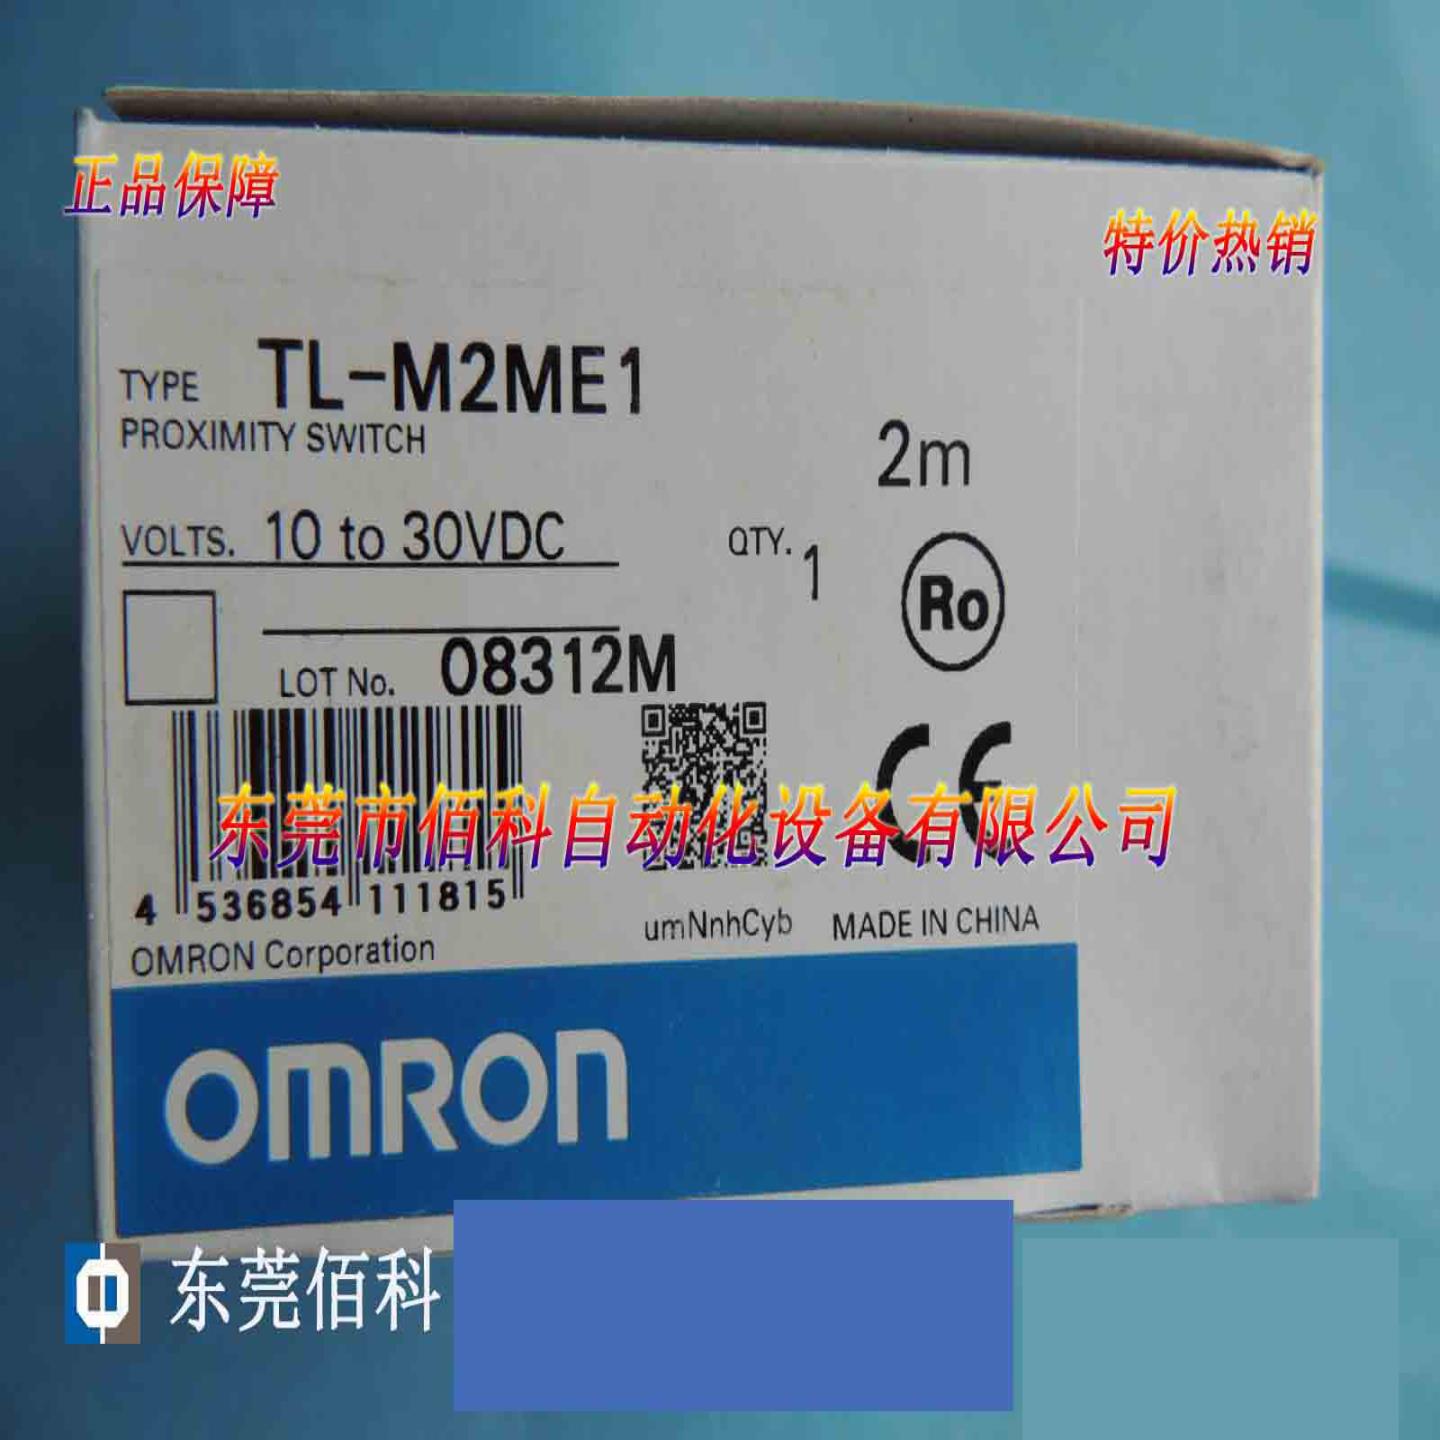 正品保障
特价热销
TYPE TL-M2ME1
PROXIMITY SWITCH
2m
VOLTS. 10 to 30VDC
QTY. 1
Ro
LOT No. 08312M
CE
东莞市佰科自动化设备有限公司
4 536854 111815
umNnhCyb MADE IN CHINA
OMRON Corporation
OMRON
东莞佰科